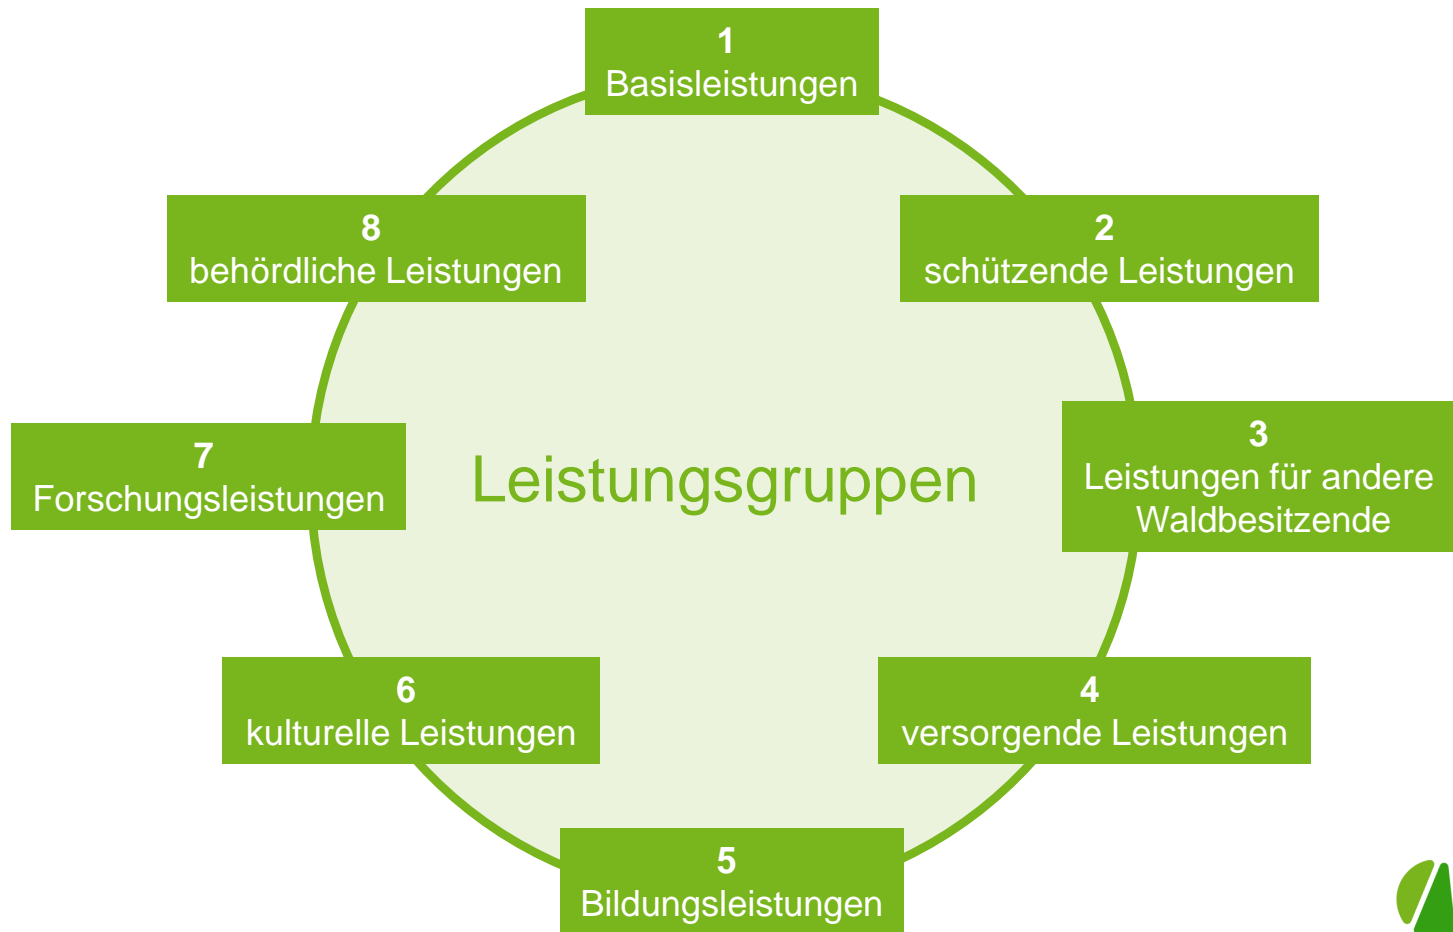 1
Basisleistungen
8
behördliche Leistungen
2
schützende Leistungen
7
Forschungsleistungen
Leistungsgruppen
3
Leistungen für andere
Waldbesitzende
6
kulturelle Leistungen
4
versorgende Leistungen
5
Bildungsleistungen